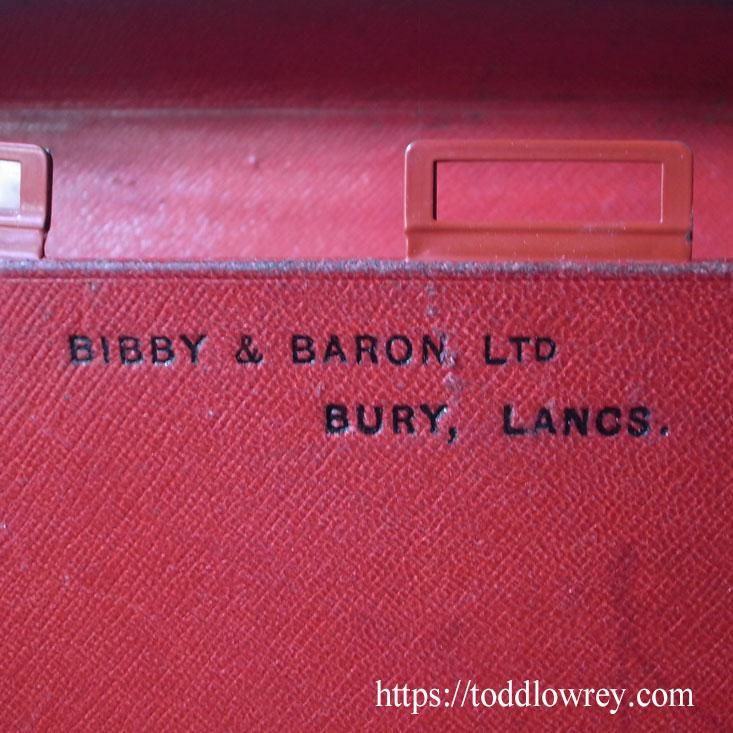 BIBBY & BARON, LTD
BURY, LANCS.
https://toddlowrey.com